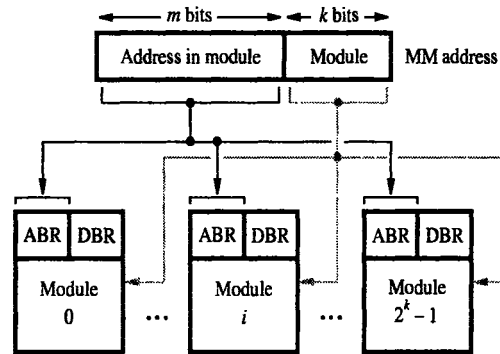 m bits k bits
Address in module Module MM address
ABR DBR ABR DBR ABR DBR
Module Module Module
0 ... i ... 2^k − 1